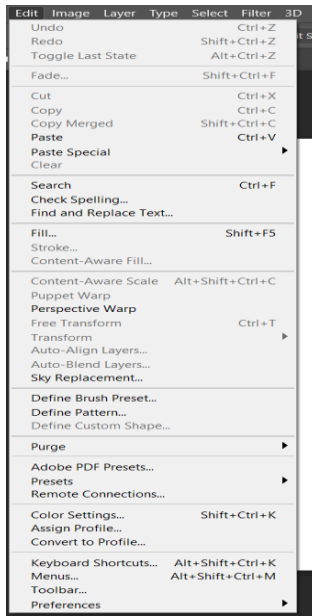 Edit Image Layer Type Select Filter 3D
Undo Ctrl+Z
Redo Shift+Ctrl+Z
Toggle Last State Alt+Ctrl+Z
Fade... Shift+Ctrl+F
Cut Ctrl+X
Copy Ctrl+C
Copy Merged Shift+Ctrl+C
Paste Ctrl+V
Paste Special
Clear
Search Ctrl+F
Check Spelling...
Find and Replace Text...
Fill... Shift+F5
Stroke...
Content-Aware Fill...
Content-Aware Scale Alt+Shift+Ctrl+C
Puppet Warp
Perspective Warp
Free Transform Ctrl+T
Transform
Auto-Align Layers...
Auto-Blend Layers...
Sky Replacement...
Define Brush Preset...
Define Pattern...
Define Custom Shape...
Purge
Adobe PDF Presets...
Presets
Remote Connections...
Color Settings... Shift+Ctrl+K
Assign Profile...
Convert to Profile...
Keyboard Shortcuts... Alt+Shift+Ctrl+K
Menus... Alt+Shift+Ctrl+M
Toolbar...
Preferences